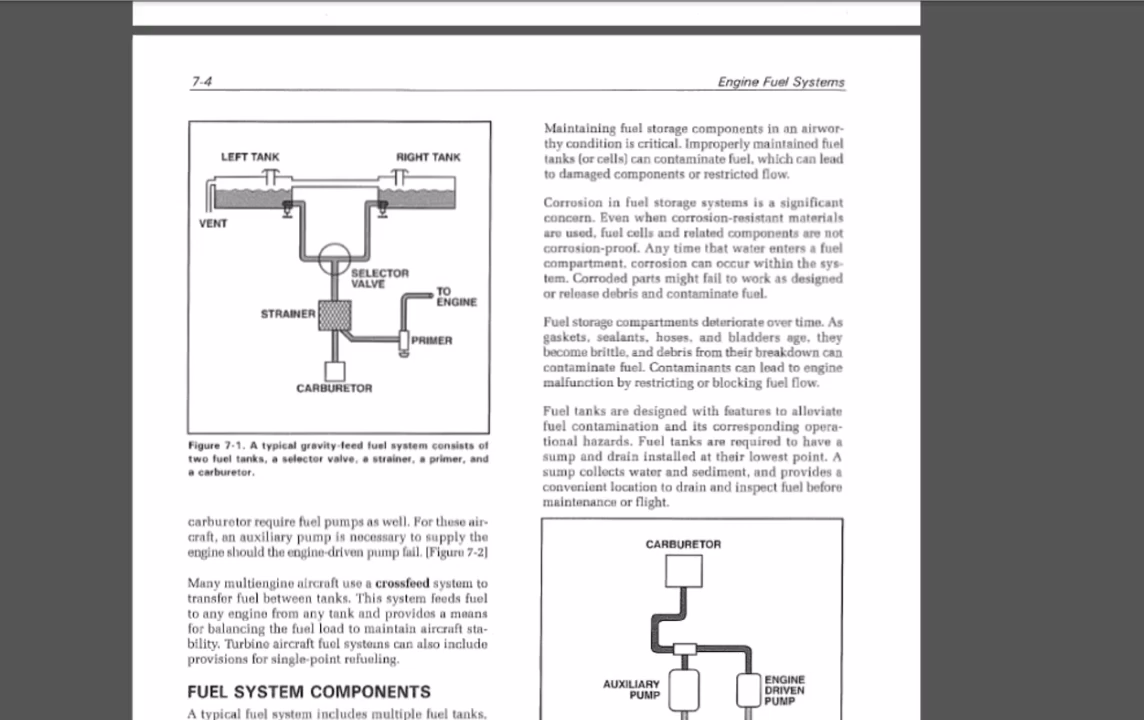 7-4
Engine Fuel Systems
LEFT TANK
RIGHT TANK
VENT
SELECTOR
VALVE
TO
ENGINE
STRAINER
PRIMER
CARBURETOR
Figure 7-1. A typical gravity-feed fuel system consists of
two fuel tanks, a selector valve, a strainer, a primer, and
a carburetor.
carburetor require fuel pumps as well. For those air-
craft, an auxiliary pump is necessary to supply the
engine should the engine-driven pump fail. [Figure 7-2]
Many multiengine aircraft use a crossfeed system to
transfer fuel between tanks. This system feeds fuel
to any engine from any tank and provides a means
for balancing the fuel load to maintain aircraft sta-
bility. Turbine aircraft fuel systems can also include
provisions for single-point refueling.
FUEL SYSTEM COMPONENTS
A typical fuel system includes multiple fuel tanks,
Maintaining fuel storage components in an airwor-
thy condition is critical. Improperly maintained fuel
tanks (or cells) can contaminate fuel, which can lead
to damaged components or restricted flow.
Corrosion in fuel storage systems is a significant
concern. Even when corrosion-resistant materials
are used, fuel cells and related components are not
corrosion-proof. Any time that water enters a fuel
compartment, corrosion can occur within the sys-
tem. Corroded parts might fail to work as designed
or release debris and contaminate fuel.
Fuel storage compartments deteriorate over time. As
gaskets, sealants, hoses, and bladders age, they
become brittle, and debris from their breakdown can
contaminate fuel. Contaminants can lead to engine
malfunction by restricting or blocking fuel flow.
Fuel tanks are designed with features to alleviate
fuel contamination and its corresponding opera-
tional hazards. Fuel tanks are required to have a
sump and drain installed at their lowest point. A
sump collects water and sediment, and provides a
convenient location to drain and inspect fuel before
maintenance or flight.
CARBURETOR
AUXILIARY
PUMP
ENGINE
DRIVEN
PUMP